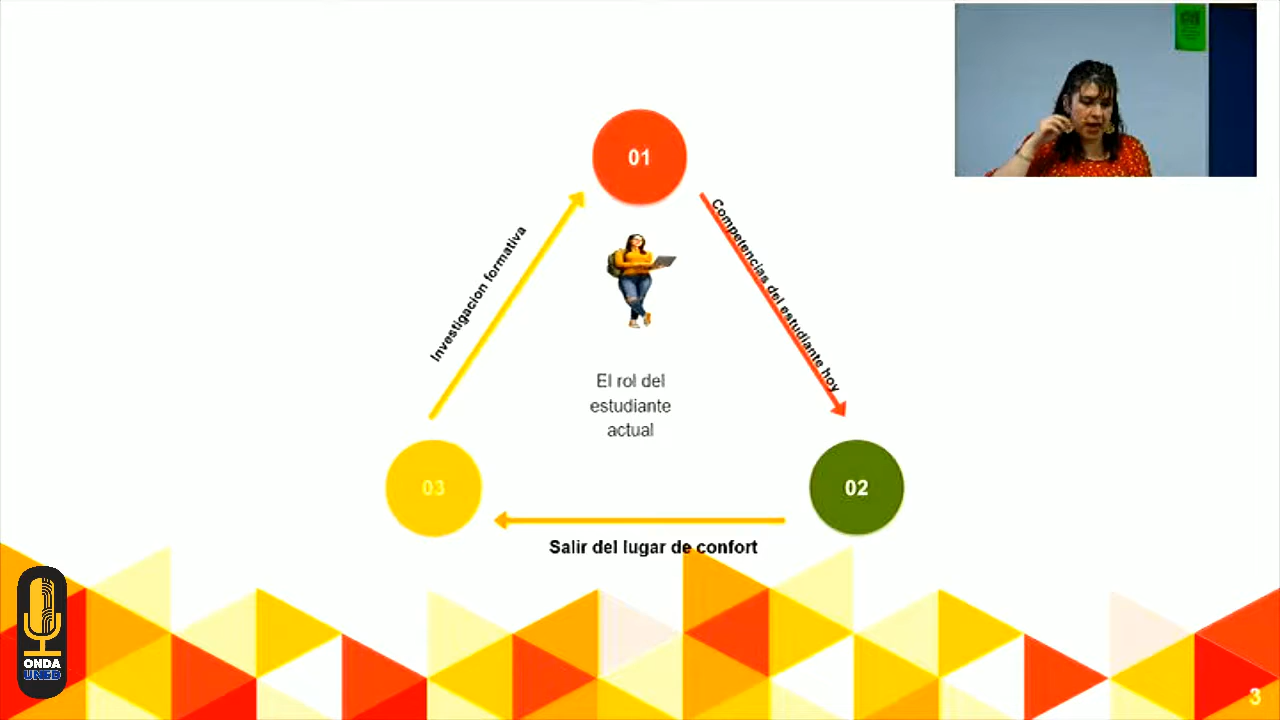 01
Investigacion formativa
Competencias del estudiante hoy
El rol del
estudiante
actual
03
02
Salir del lugar de confort
ONDA
UNED
3